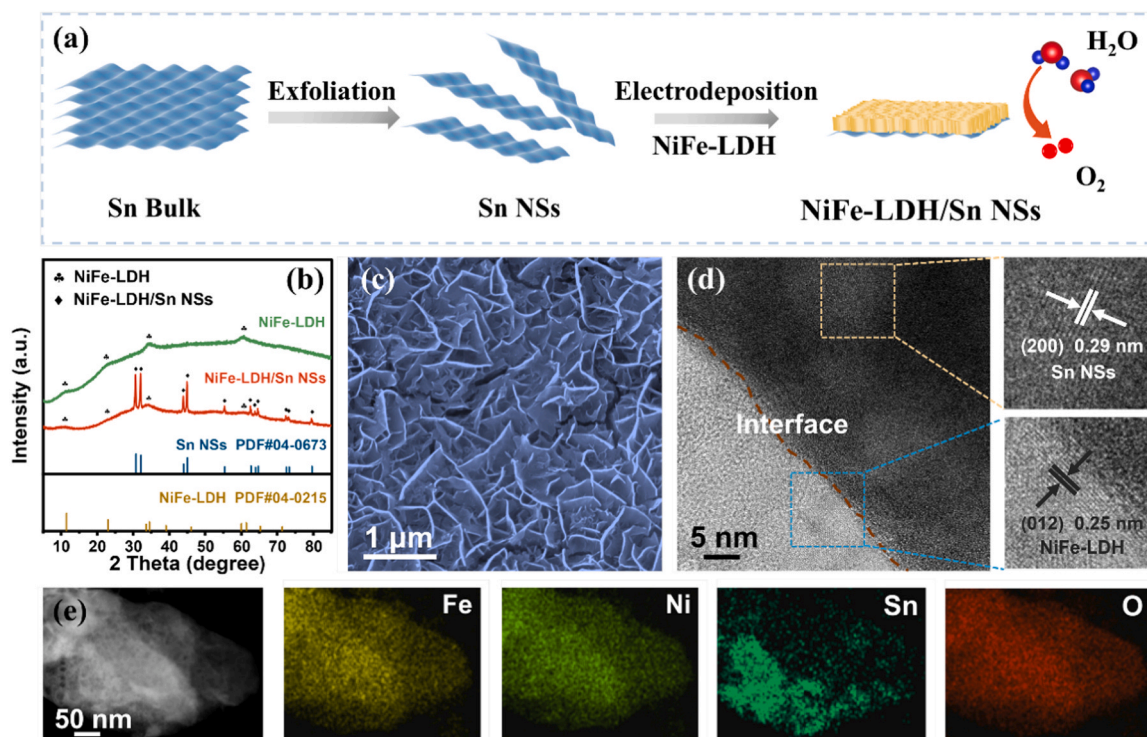 (a)
Exfoliation
Electrodeposition
NiFe-LDH
H₂O
O₂
Sn Bulk
Sn NSs
NiFe-LDH/Sn NSs
(b)
♣ NiFe-LDH
♦ NiFe-LDH/Sn NSs
NiFe-LDH
NiFe-LDH/Sn NSs
Sn NSs PDF#04-0673
NiFe-LDH PDF#04-0215
Intensity (a.u.)
10 20 30 40 50 60 70 80
2 Theta (degree)
(c)
1 μm
(d)
Interface
5 nm
(200) 0.29 nm
Sn NSs
(012) 0.25 nm
NiFe-LDH
(e)
50 nm
Fe
Ni
Sn
O